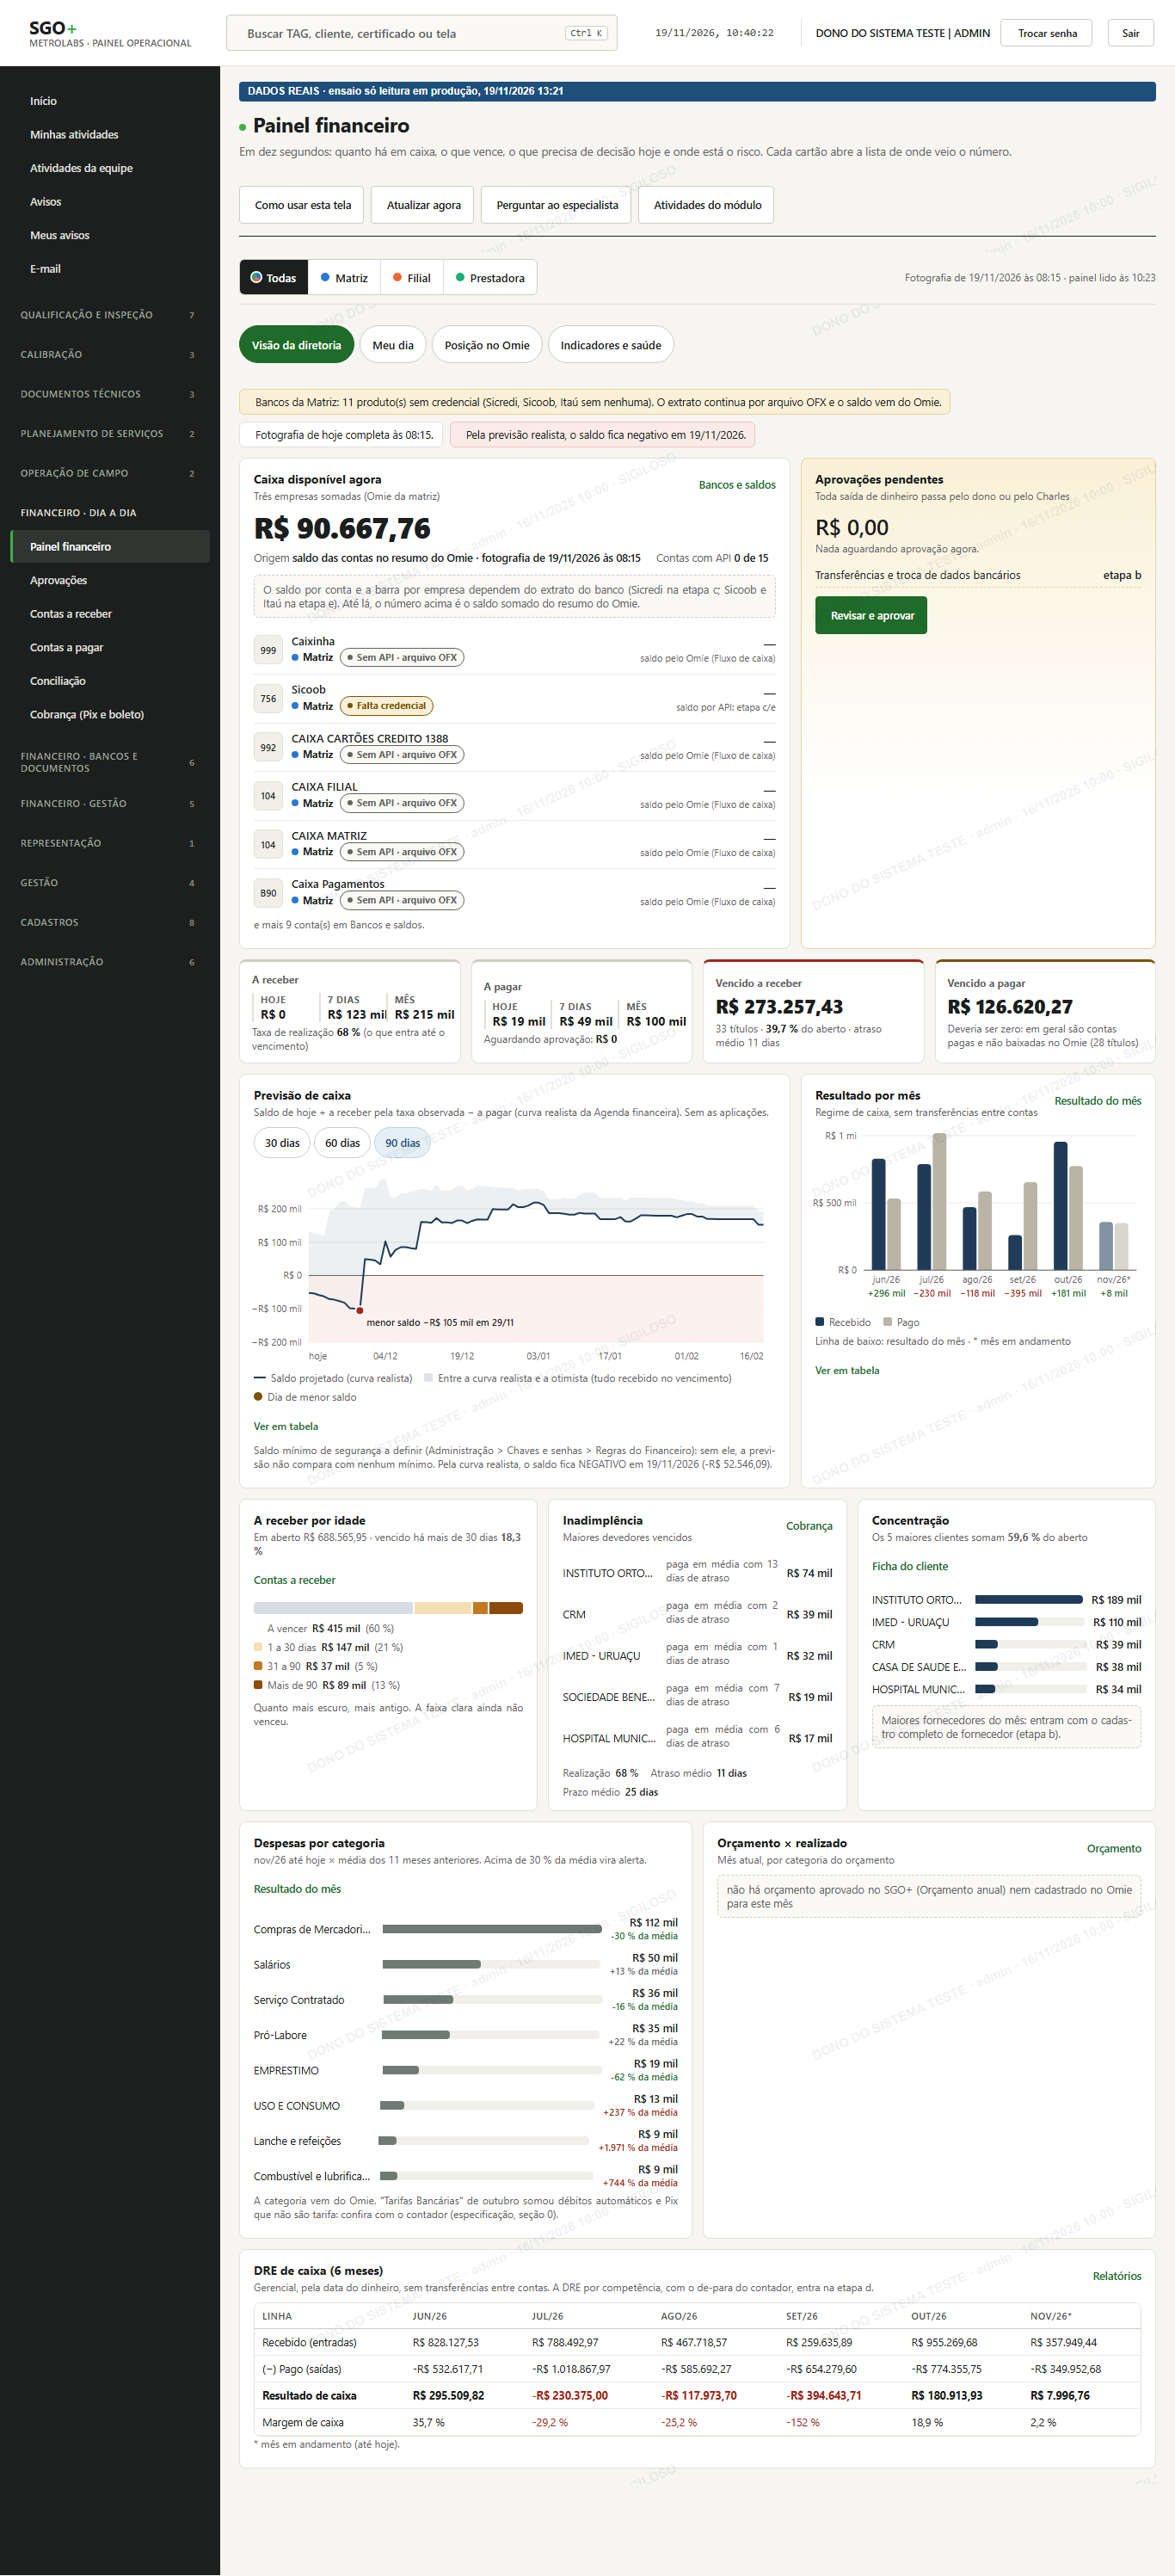 SGO+
METROLABS · PAINEL OPERACIONAL
Buscar TAG, cliente, certificado ou tela
Ctrl K
19/11/2026, 10:40:22
DONO DO SISTEMA TESTE | ADMIN
Trocar senha
Sair
Início
Minhas atividades
Atividades da equipe
Avisos
Meus avisos
E-mail
QUALIFICAÇÃO E INSPEÇÃO 7
CALIBRAÇÃO 3
DOCUMENTOS TÉCNICOS 3
PLANEJAMENTO DE SERVIÇOS 2
OPERAÇÃO DE CAMPO 2
FINANCEIRO · DIA A DIA
Painel financeiro
Aprovações
Contas a receber
Contas a pagar
Conciliação
Cobrança (Pix e boleto)
FINANCEIRO · BANCOS E
DOCUMENTOS 6
FINANCEIRO · GESTÃO 5
REPRESENTAÇÃO 1
GESTÃO 4
CADASTROS 8
ADMINISTRAÇÃO 6
DADOS REAIS · ensaio só leitura em produção, 19/11/2026 13:21
Painel financeiro
Em dez segundos: quanto há em caixa, o que vence, o que precisa de decisão hoje e onde está o risco. Cada cartão abre a lista de onde veio o número.
Como usar esta tela
Atualizar agora
Perguntar ao especialista
Atividades do módulo
Todas
Matriz
Filial
Prestadora
Fotografia de 19/11/2026 às 08:15 · painel lido às 10:23
Visão da diretoria
Meu dia
Posição no Omie
Indicadores e saúde
Bancos da Matriz: 11 produto(s) sem credencial (Sicredi, Sicoob, Itaú sem nenhuma). O extrato continua por arquivo OFX e o saldo vem do Omie.
Fotografia de hoje completa às 08:15.
Pela previsão realista, o saldo fica negativo em 19/11/2026.
Caixa disponível agora
Três empresas somadas (Omie da matriz)
Bancos e saldos
R$ 90.667,76
Origem saldo das contas no resumo do Omie · fotografia de 19/11/2026 às 08:15 Contas com API 0 de 15
O saldo por conta e a barra por empresa dependem do extrato do banco (Sicredi na etapa c; Sicoob e
Itaú na etapa e). Até lá, o número acima é o saldo somado do resumo do Omie.
999 Caixinha —
Matriz Sem API · arquivo OFX saldo pelo Omie (Fluxo de caixa)
756 Sicoob —
Matriz Falta credencial saldo por API: etapa c/e
992 CAIXA CARTÕES CREDITO 1388 —
Matriz Sem API · arquivo OFX saldo pelo Omie (Fluxo de caixa)
104 CAIXA FILIAL —
Matriz Sem API · arquivo OFX saldo pelo Omie (Fluxo de caixa)
104 CAIXA MATRIZ —
Matriz Sem API · arquivo OFX saldo pelo Omie (Fluxo de caixa)
B90 Caixa Pagamentos —
Matriz Sem API · arquivo OFX saldo pelo Omie (Fluxo de caixa)
e mais 9 conta(s) em Bancos e saldos.
Aprovações pendentes
Toda saída de dinheiro passa pelo dono ou pelo Charles
R$ 0,00
Nada aguardando aprovação agora.
Transferências e troca de dados bancários etapa b
Revisar e aprovar
A receber
HOJE 7 DIAS MÊS
R$ 0 R$ 123 mil R$ 215 mil
Taxa de realização 68 % (o que entra até o
vencimento)
A pagar
HOJE 7 DIAS MÊS
R$ 19 mil R$ 49 mil R$ 100 mil
Aguardando aprovação: R$ 0
Vencido a receber
R$ 273.257,43
33 títulos · 39,7 % do aberto · atraso
médio 11 dias
Vencido a pagar
R$ 126.620,27
Deveria ser zero: em geral são contas
pagas e não baixadas no Omie (28 títulos)
Previsão de caixa
Saldo de hoje + a receber pela taxa observada − a pagar (curva realista da Agenda financeira). Sem as aplicações.
30 dias
60 dias
90 dias
R$ 200 mil
R$ 100 mil
R$ 0
−R$ 100 mil
−R$ 200 mil
menor saldo −R$ 105 mil em 29/11
hoje 04/12 19/12 03/01 17/01 01/02 16/02
Saldo projetado (curva realista)
Entre a curva realista e a otimista (tudo recebido no vencimento)
Dia de menor saldo
Ver em tabela
Saldo mínimo de segurança a definir (Administração > Chaves e senhas > Regras do Financeiro): sem ele, a previ-
são não compara com nenhum mínimo. Pela curva realista, o saldo fica NEGATIVO em 19/11/2026 (-R$ 52.546,09).
Resultado por mês
Regime de caixa, sem transferências entre contas
Resultado do mês
R$ 1 mi
R$ 500 mil
R$ 0
jun/26 jul/26 ago/26 set/26 out/26 nov/26*
+296 mil −230 mil −118 mil −395 mil +181 mil +8 mil
Recebido
Pago
Linha de baixo: resultado do mês · * mês em andamento
Ver em tabela
A receber por idade
Em aberto R$ 688.565,95 · vencido há mais de 30 dias 18,3
%
Contas a receber
A vencer R$ 415 mil (60 %)
1 a 30 dias R$ 147 mil (21 %)
31 a 90 R$ 37 mil (5 %)
Mais de 90 R$ 89 mil (13 %)
Quanto mais escuro, mais antigo. A faixa clara ainda não
venceu.
Inadimplência
Maiores devedores vencidos
Cobrança
INSTITUTO ORTO... paga em média com 13 dias de atraso R$ 74 mil
CRM paga em média com 2 dias de atraso R$ 39 mil
IMED - URUAÇU paga em média com 1 dias de atraso R$ 32 mil
SOCIEDADE BENE... paga em média com 7 dias de atraso R$ 19 mil
HOSPITAL MUNIC... paga em média com 6 dias de atraso R$ 17 mil
Realização 68 % Atraso médio 11 dias
Prazo médio 25 dias
Concentração
Os 5 maiores clientes somam 59,6 % do aberto
Ficha do cliente
INSTITUTO ORTO... R$ 189 mil
IMED - URUAÇU R$ 110 mil
CRM R$ 39 mil
CASA DE SAUDE E... R$ 38 mil
HOSPITAL MUNIC... R$ 34 mil
Maiores fornecedores do mês: entram com o cadas-
tro completo de fornecedor (etapa b).
Despesas por categoria
nov/26 até hoje × média dos 11 meses anteriores. Acima de 30 % da média vira alerta.
Resultado do mês
Compras de Mercadori... R$ 112 mil
-30 % da média
Salários R$ 50 mil
+13 % da média
Serviço Contratado R$ 36 mil
-16 % da média
Pró-Labore R$ 35 mil
+22 % da média
EMPRESTIMO R$ 19 mil
-62 % da média
USO E CONSUMO R$ 13 mil
+237 % da média
Lanche e refeições R$ 9 mil
+1.971 % da média
Combustível e lubrifica... R$ 9 mil
+744 % da média
A categoria vem do Omie. "Tarifas Bancárias" de outubro somou débitos automáticos e Pix
que não são tarifa: confira com o contador (especificação, seção 0).
Orçamento × realizado
Mês atual, por categoria do orçamento
Orçamento
não há orçamento aprovado no SGO+ (Orçamento anual) nem cadastrado no Omie
para este mês
DRE de caixa (6 meses)
Gerencial, pela data do dinheiro, sem transferências entre contas. A DRE por competência, com o de-para do contador, entra na etapa d.
Relatórios
LINHA JUN/26 JUL/26 AGO/26 SET/26 OUT/26 NOV/26*
Recebido (entradas) R$ 828.127,53 R$ 788.492,97 R$ 467.718,57 R$ 259.635,89 R$ 955.269,68 R$ 357.949,44
(−) Pago (saídas) -R$ 532.617,71 -R$ 1.018.867,97 -R$ 585.692,27 -R$ 654.279,60 -R$ 774.355,75 -R$ 349.952,68
Resultado de caixa R$ 295.509,82 -R$ 230.375,00 -R$ 117.973,70 -R$ 394.643,71 R$ 180.913,93 R$ 7.996,76
Margem de caixa 35,7 % -29,2 % -25,2 % -152 % 18,9 % 2,2 %
* mês em andamento (até hoje).
DONO DO SISTEMA TESTE · admin · 16/11/2026 10:00 · SIGILOSO